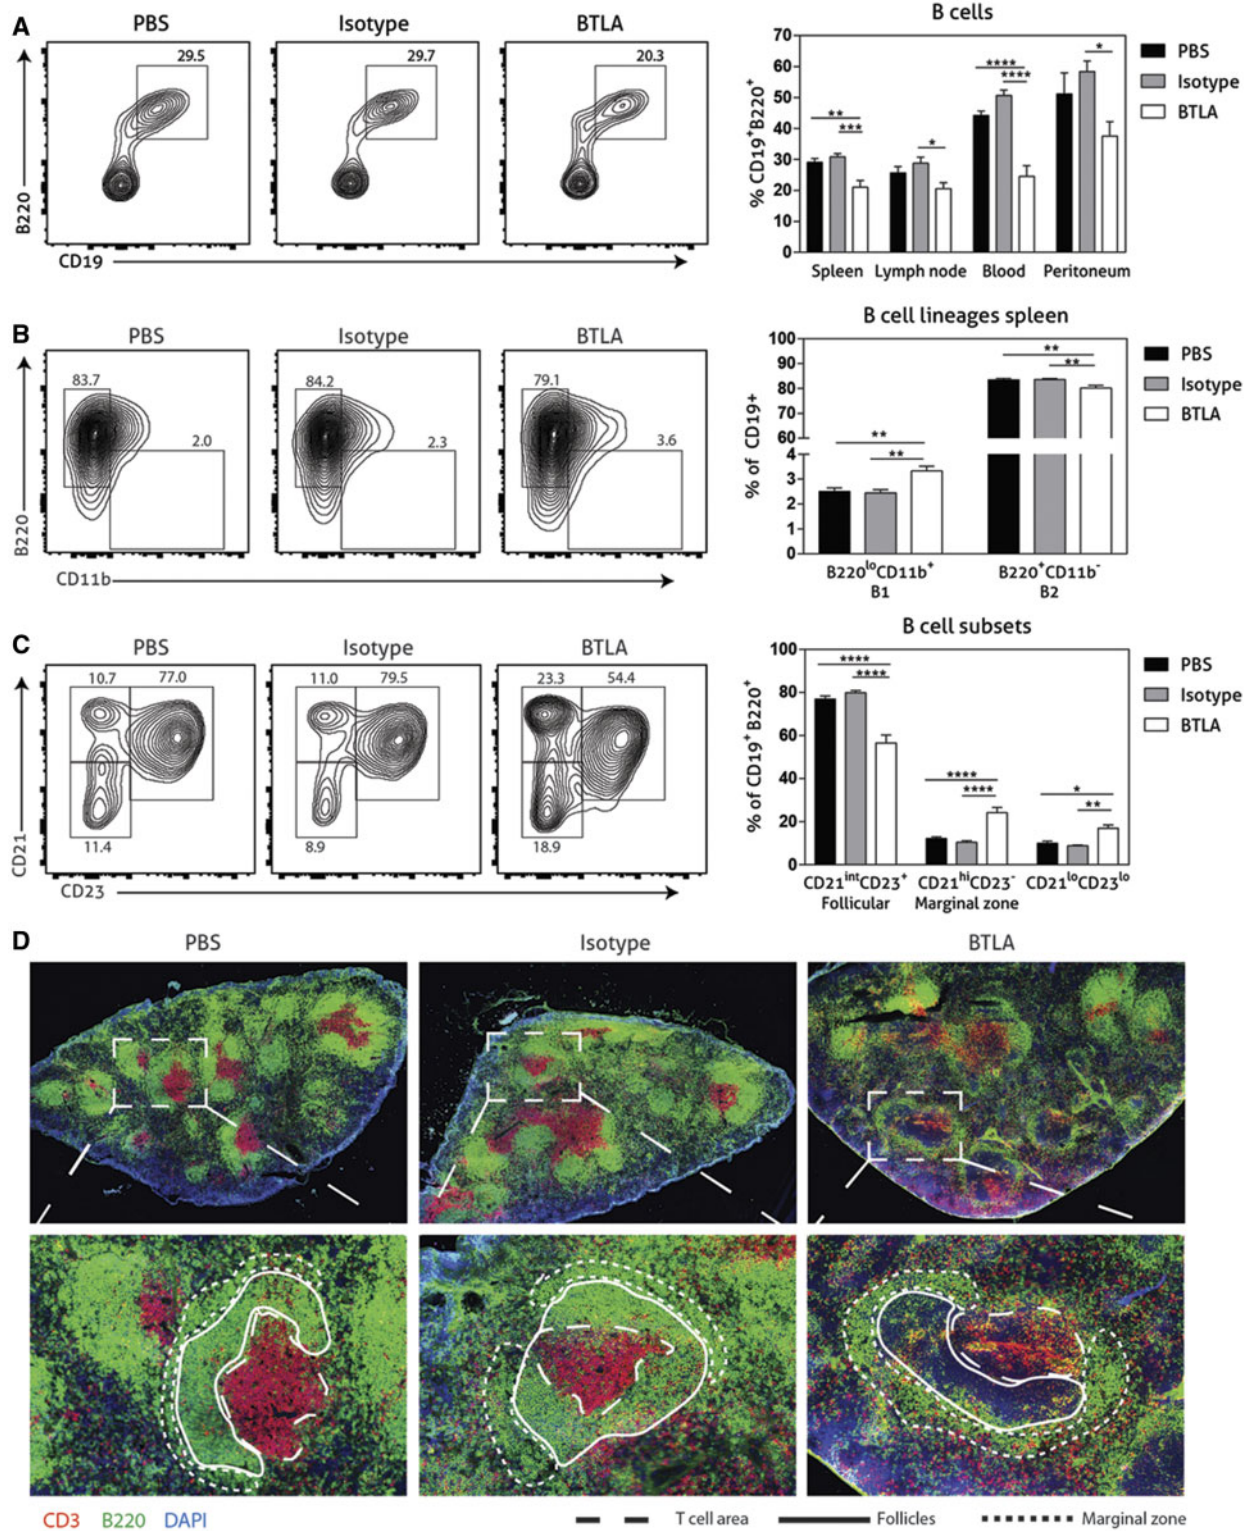 A
PBS
Isotype
BTLA
29.5
29.7
20.3
B220
CD19
B cells
% CD19+B220+
70
60
50
40
30
20
10
0
** *** * **** **** *
Spleen Lymph node Blood Peritoneum
PBS
Isotype
BTLA
B
PBS
Isotype
BTLA
83.7
2.0
84.2
2.3
79.1
3.6
B220
CD11b
B cell lineages spleen
% of CD19+
100
90
80
70
60
4
3
2
1
0
** ** ** **
B220loCD11b+
B1
B220+CD11b-
B2
PBS
Isotype
BTLA
C
PBS
Isotype
BTLA
10.7 77.0
11.4
11.0 79.5
8.9
23.3 54.4
18.9
CD21
CD23
B cell subsets
% of CD19+ B220+
100
80
60
40
20
0
**** **** **** **** * **
CD21intCD23+
Follicular
CD21hiCD23-
Marginal zone
CD21loCD23lo
PBS
Isotype
BTLA
D
PBS
Isotype
BTLA
CD3 B220 DAPI
T cell area
Follicles
Marginal zone